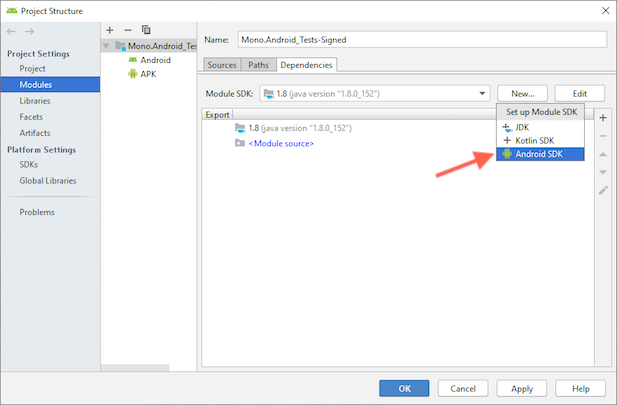 Project Structure
Project Settings
Project
Modules
Libraries
Facets
Artifacts
Platform Settings
SDKs
Global Libraries
Problems
Mono.Android_Tes
Android
APK
Name: Mono.Android_Tests-Signed
Sources Paths Dependencies
Module SDK: 1.8 (java version "1.8.0_152") New... Edit
Export
1.8 (java version "1.8.0_152")
<Module source>
Set up Module SDK
JDK
Kotlin SDK
Android SDK
OK Cancel Apply Help